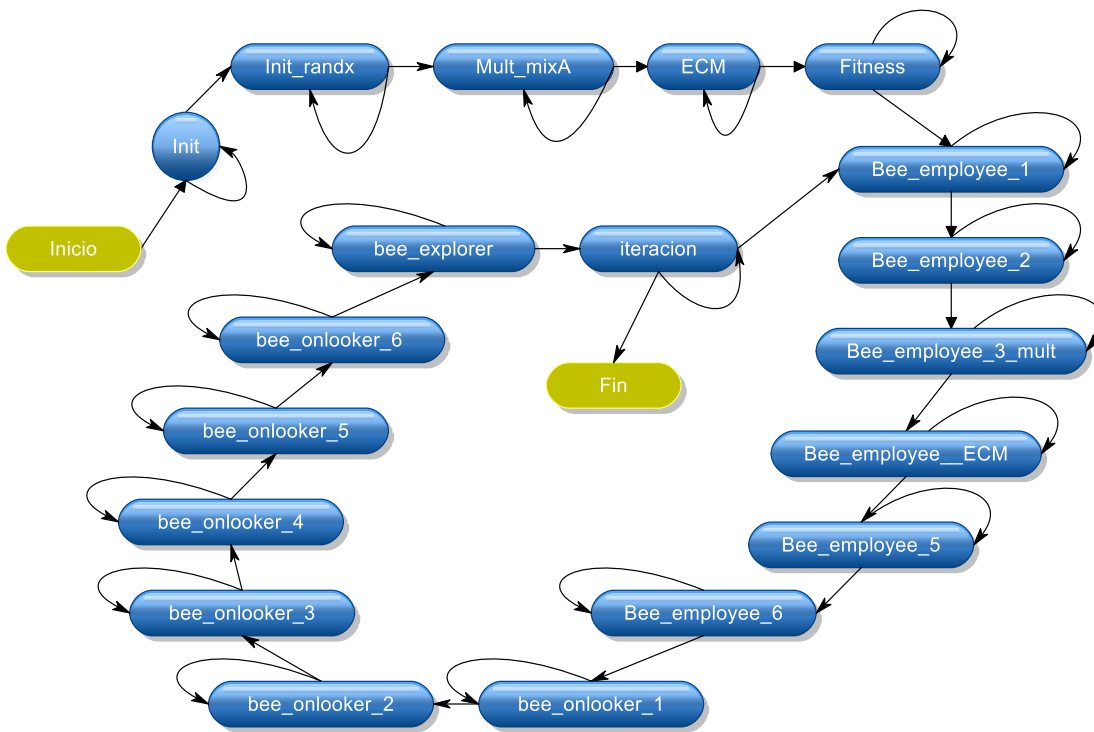 Init_randx
Mult_mixA
ECM
Fitness
Init
Bee_employee_1
Inicio
bee_explorer
iteracion
Bee_employee_2
bee_onlooker_6
Bee_employee_3_mult
Fin
bee_onlooker_5
Bee_employee__ECM
bee_onlooker_4
Bee_employee_5
bee_onlooker_3
Bee_employee_6
bee_onlooker_2
bee_onlooker_1